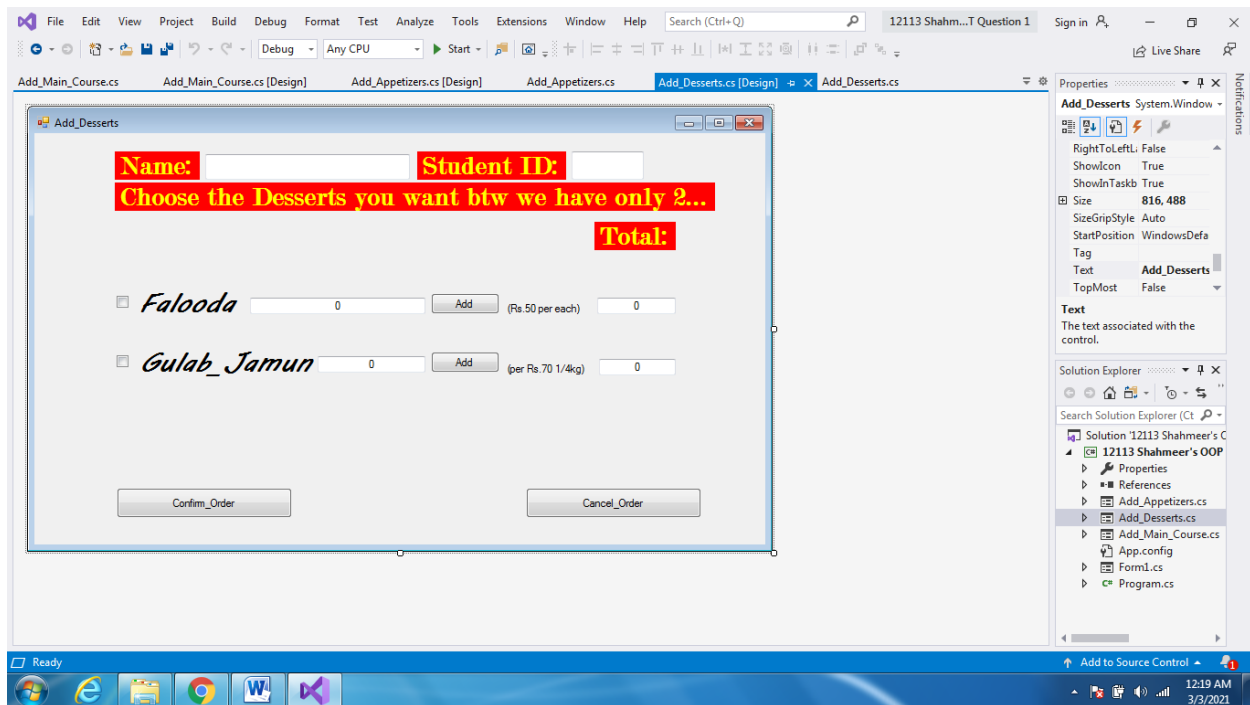 File Edit View Project Build Debug Format Test Analyze Tools Extensions Window Help Search (Ctrl+Q) 12113 Shahm...T Question 1 Sign in
Debug Any CPU Start Live Share
Add_Main_Course.cs Add_Main_Course.cs [Design] Add_Appetizers.cs [Design] Add_Appetizers.cs Add_Desserts.cs [Design] Add_Desserts.cs
Add_Desserts
Name: Student ID:
Choose the Desserts you want btw we have only 2...
Total:
Falooda 0 Add (Rs.50 per each) 0
Gulab_Jamun 0 Add (per Rs.70 1/4kg) 0
Confirm_Order Cancel_Order
Properties
Add_Desserts System.Window
RightToLeftL False
ShowIcon True
ShowInTaskb True
Size 816, 488
SizeGripStyle Auto
StartPosition WindowsDefa
Tag
Text Add_Desserts
TopMost False
Text
The text associated with the
control.
Solution Explorer
Search Solution Explorer (Ct
Solution '12113 Shahmeer's C
12113 Shahmeer's OOP
Properties
References
Add_Appetizers.cs
Add_Desserts.cs
Add_Main_Course.cs
App.config
Form1.cs
Program.cs
Notifications
Ready Add to Source Control 1
12:19 AM
3/3/2021